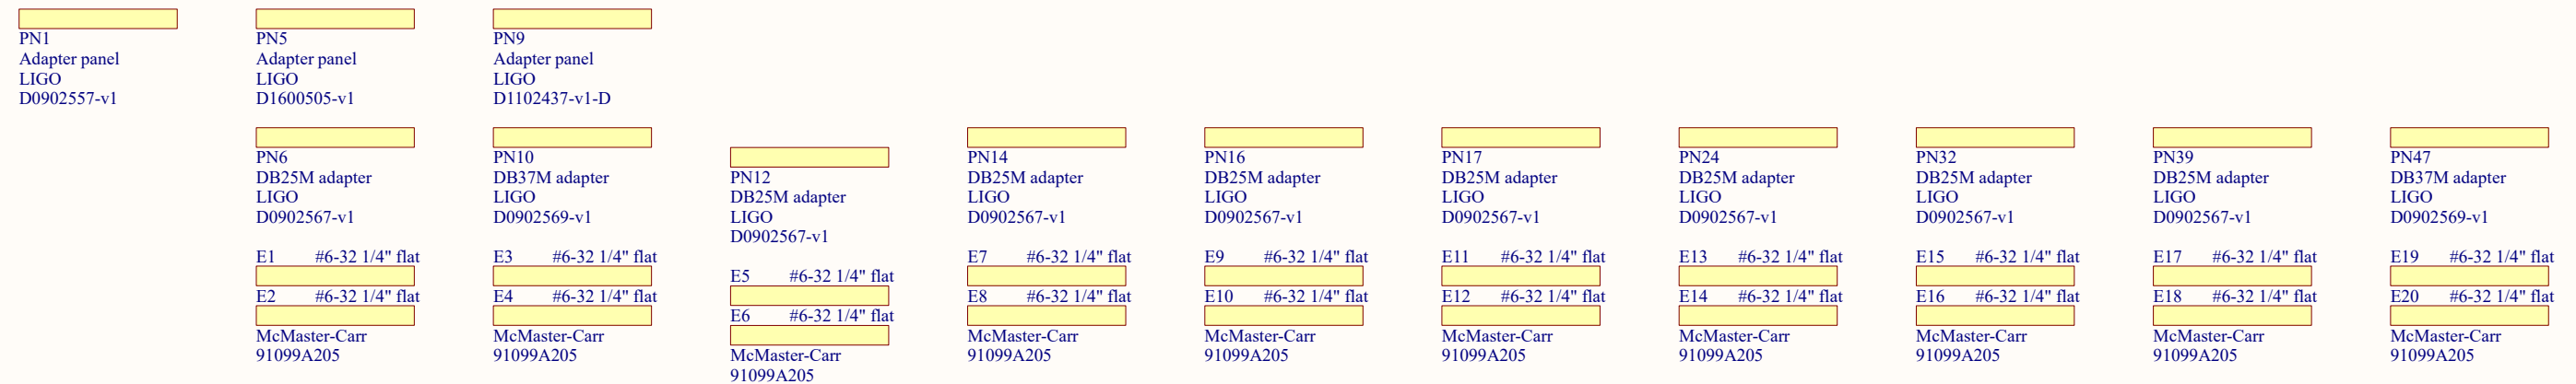 PN1
Adapter panel
LIGO
D0902557-v1
PN5
Adapter panel
LIGO
D1600505-v1
PN9
Adapter panel
LIGO
D1102437-v1-D
PN6
DB25M adapter
LIGO
D0902567-v1
E1 #6-32 1/4" flat
E2 #6-32 1/4" flat
McMaster-Carr
91099A205
PN10
DB37M adapter
LIGO
D0902569-v1
E3 #6-32 1/4" flat
E4 #6-32 1/4" flat
McMaster-Carr
91099A205
PN12
DB25M adapter
LIGO
D0902567-v1
E5 #6-32 1/4" flat
E6 #6-32 1/4" flat
McMaster-Carr
91099A205
PN14
DB25M adapter
LIGO
D0902567-v1
E7 #6-32 1/4" flat
E8 #6-32 1/4" flat
McMaster-Carr
91099A205
PN16
DB25M adapter
LIGO
D0902567-v1
E9 #6-32 1/4" flat
E10 #6-32 1/4" flat
McMaster-Carr
91099A205
PN17
DB25M adapter
LIGO
D0902567-v1
E11 #6-32 1/4" flat
E12 #6-32 1/4" flat
McMaster-Carr
91099A205
PN24
DB25M adapter
LIGO
D0902567-v1
E13 #6-32 1/4" flat
E14 #6-32 1/4" flat
McMaster-Carr
91099A205
PN32
DB25M adapter
LIGO
D0902567-v1
E15 #6-32 1/4" flat
E16 #6-32 1/4" flat
McMaster-Carr
91099A205
PN39
DB25M adapter
LIGO
D0902567-v1
E17 #6-32 1/4" flat
E18 #6-32 1/4" flat
McMaster-Carr
91099A205
PN47
DB37M adapter
LIGO
D0902569-v1
E19 #6-32 1/4" flat
E20 #6-32 1/4" flat
McMaster-Carr
91099A205